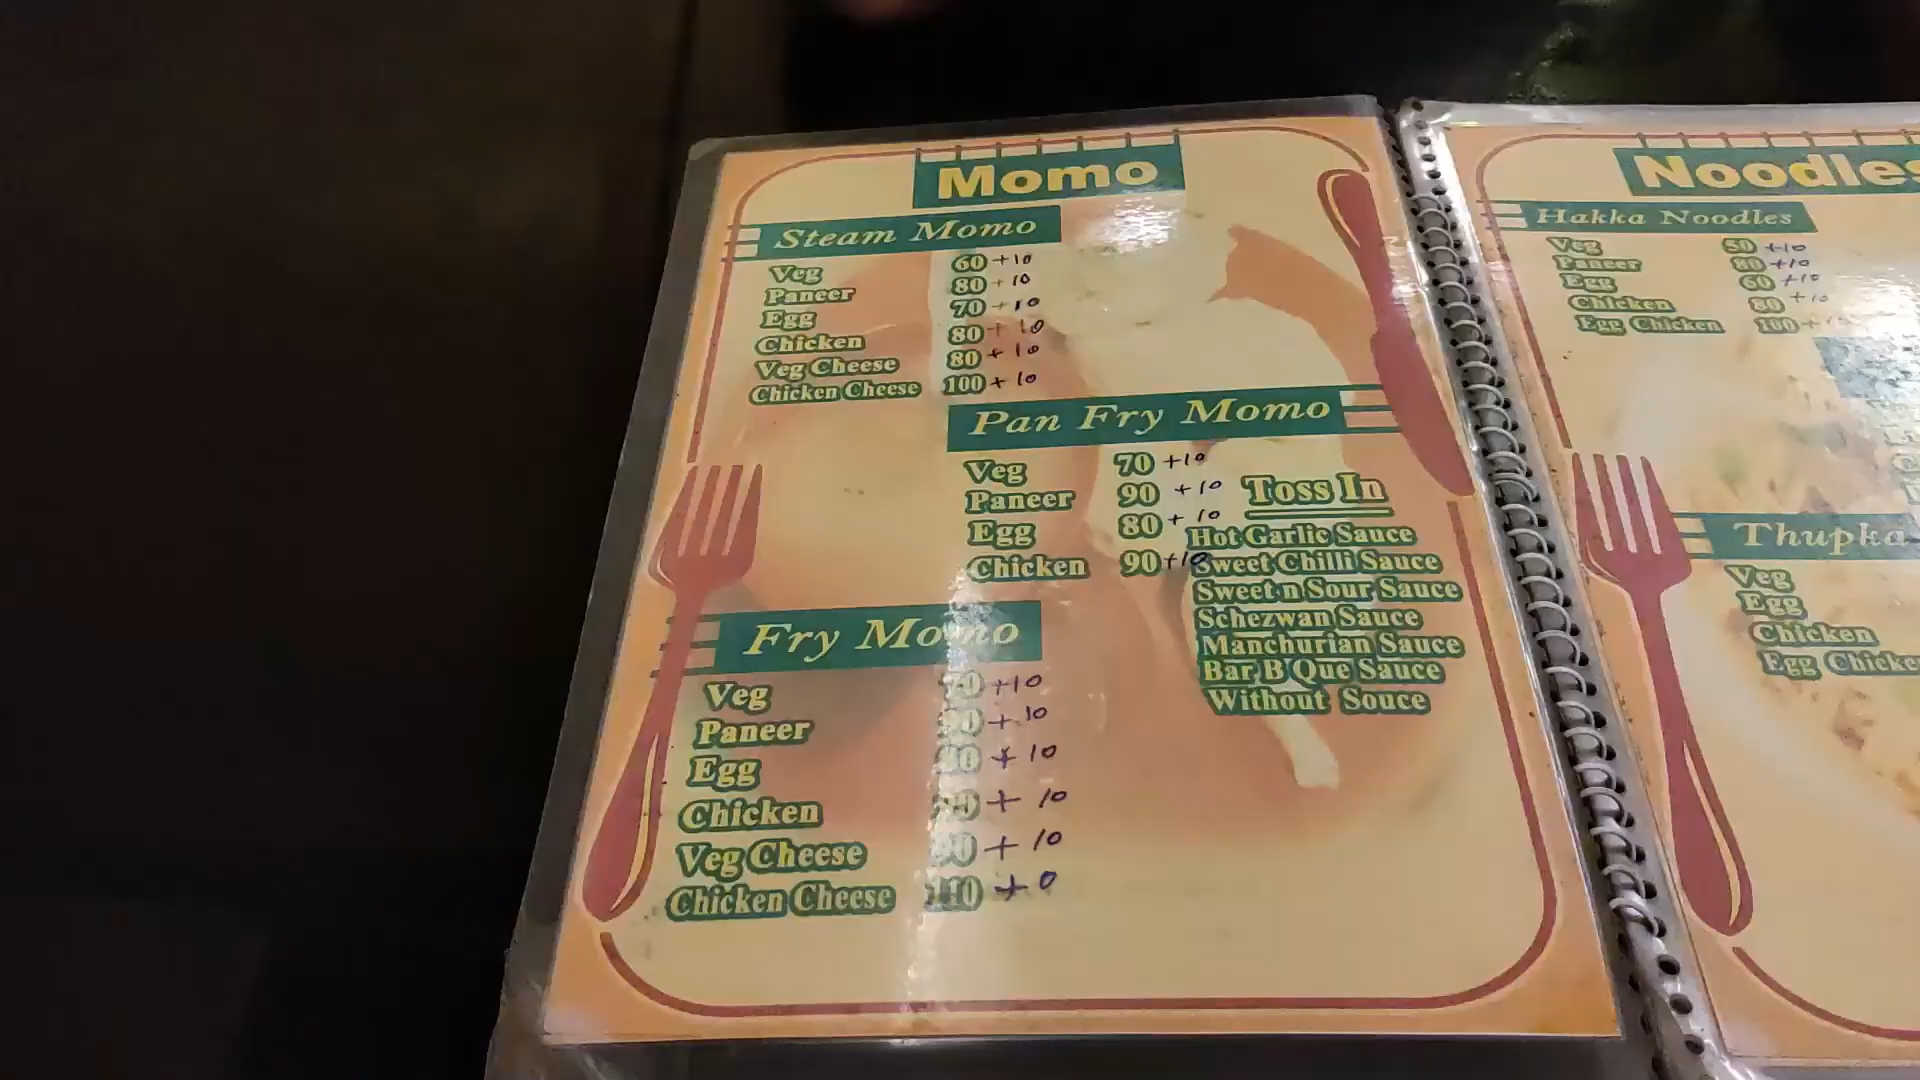 Momo
Steam Momo
Veg 60 +10
Paneer 80 +10
Egg 70 +10
Chicken 80 + 10
Veg Cheese 80 + 10
Chicken Cheese 100 + 10
Pan Fry Momo
Veg 70 +10
Paneer 90 +10
Egg 80 + 10
Chicken 90 +10
Toss In
Hot Garlic Sauce
Sweet Chilli Sauce
Sweet n Sour Sauce
Schezwan Sauce
Manchurian Sauce
Bar B Que Sauce
Without Souce
Fry Momo
Veg 70 +10
Paneer +10
Egg + 10
Chicken + 10
Veg Cheese 90 + 10
Chicken Cheese 110 + 0
Noodles
Hakka Noodles
Veg 50 +10
Paneer 80 +10
Egg 60 +10
Chicken 80 +10
Egg Chicken 100 +
Thupka
Veg
Egg
Chicken
Egg